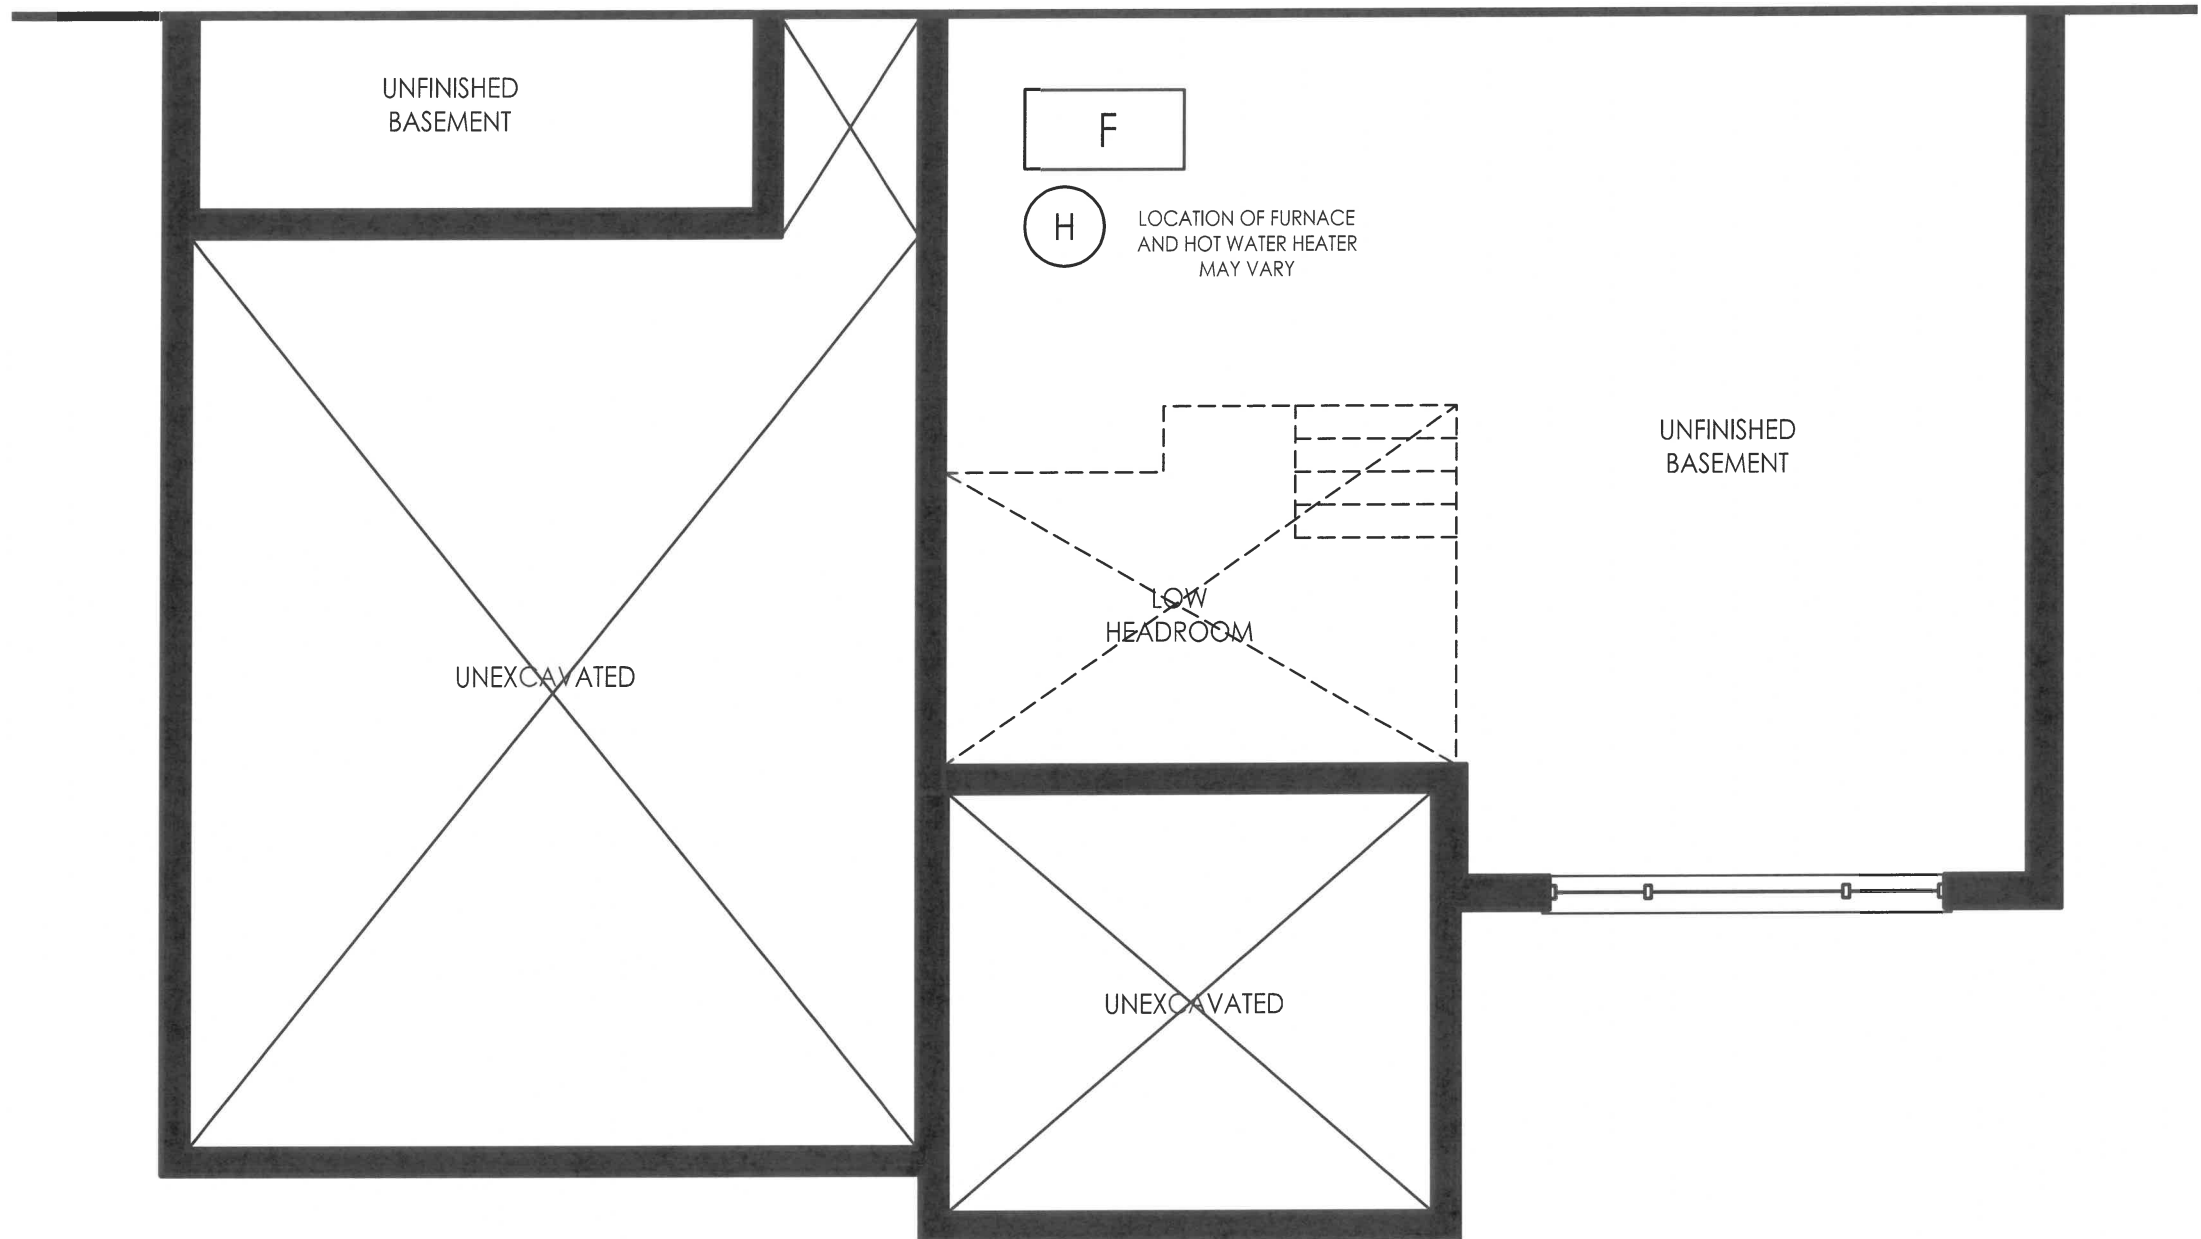 UNFINISHED
BASEMENT
F
H
LOCATION OF FURNACE
AND HOT WATER HEATER
MAY VARY
UNFINISHED
BASEMENT
LOW
HEADROOM
UNEXCAVATED
UNEXCAVATED